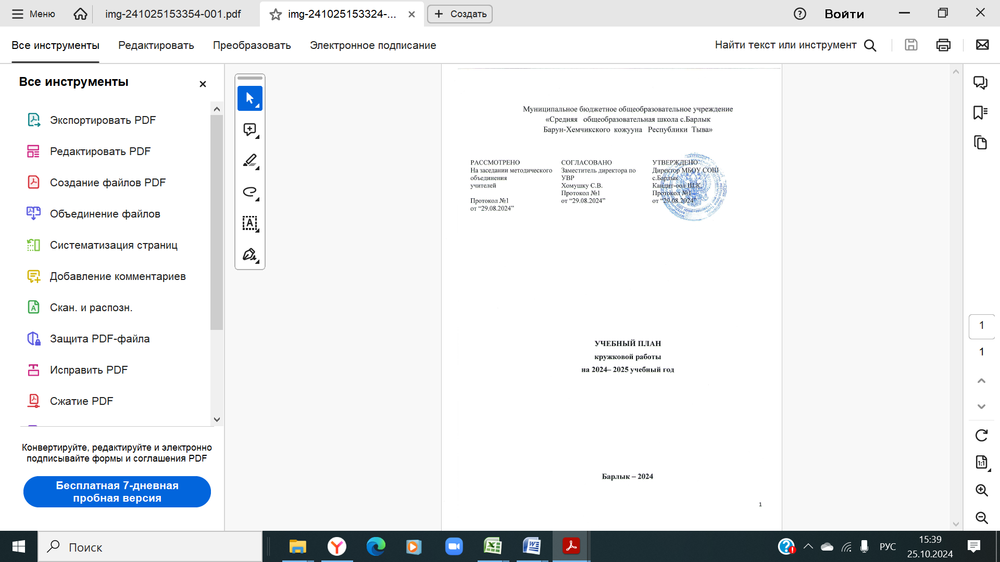 Меню
img-241025153354-001.pdf
img-241025153324-...
Создать
Войти
Все инструменты
Редактировать
Преобразовать
Электронное подписание
Найти текст или инструмент
Все инструменты
Экспортировать PDF
Редактировать PDF
Создание файлов PDF
Объединение файлов
Систематизация страниц
Добавление комментариев
Скан. и распозн.
Защита PDF-файла
Исправить PDF
Сжатие PDF
Конвертируйте, редактируйте и электронно
подписывайте формы и соглашения PDF
Бесплатная 7-дневная
пробная версия
Муниципальное бюджетное общеобразовательное учреждение
«Средняя общеобразовательная школа с.Барлык
Барун-Хемчикского кожууна Республики Тыва»
РАССМОТРЕНО
На заседании методического
объединения
учителей
Протокол №1
от “29.08.2024”
СОГЛАСОВАНО
Заместитель директора по
УВР
Хомушку С.В.
Протокол №1
от “29.08.2024”
УТВЕРЖДЕНО
Директор МБОУ СОШ
с.Барлык
Кандит-оол Ш.К.
Протокол №1
от “29.08.2024”
УЧЕБНЫЙ ПЛАН
кружковой работы
на 2024– 2025 учебный год
Барлык – 2024
1
1
1
Поиск
РУС
15:39
25.10.2024